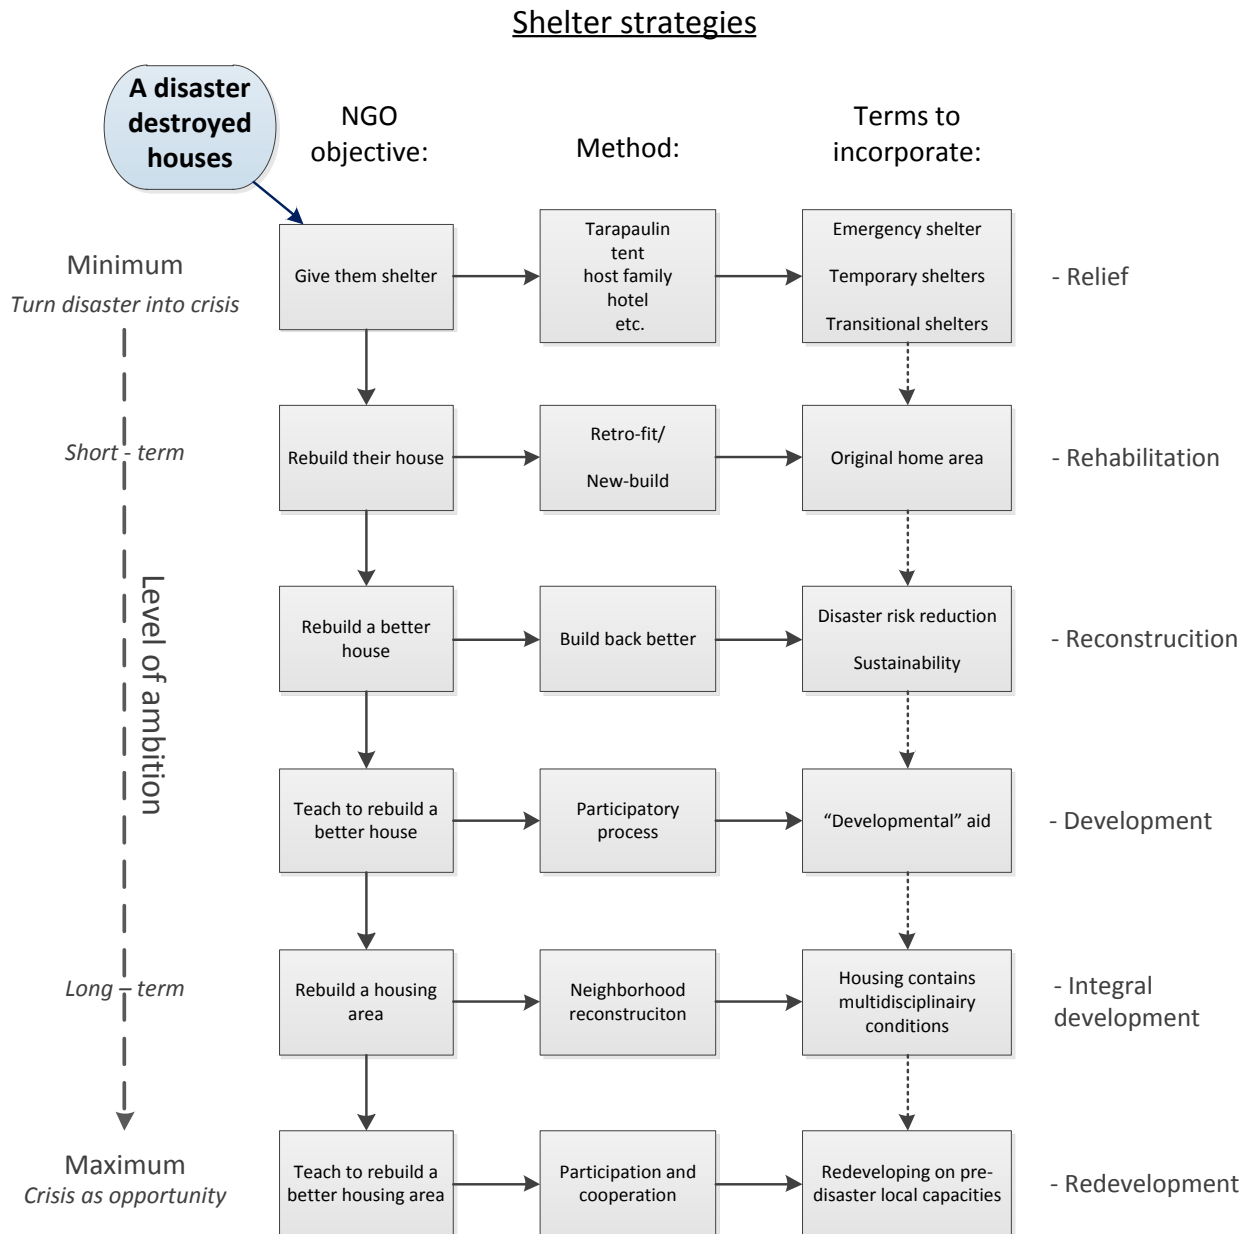 Shelter strategies
A disaster
destroyed
houses
NGO
objective:
Method:
Terms to
incorporate:
Minimum
Turn disaster into crisis
Give them shelter
Tarapaulin
tent
host family
hotel
etc.
Emergency shelter
Temporary shelters
Transitional shelters
- Relief
Short - term
Rebuild their house
Retro-fit/
New-build
Original home area
- Rehabilitation
Level of ambition
Rebuild a better
house
Build back better
Disaster risk reduction
Sustainability
- Reconstrucition
Teach to rebuild a
better house
Participatory
process
“Developmental” aid
- Development
Long – term
Rebuild a housing
area
Neighborhood
reconstruciton
Housing contains
multidisciplinairy
conditions
- Integral
development
Maximum
Crisis as opportunity
Teach to rebuild a
better housing area
Participation and
cooperation
Redeveloping on pre-
disaster local capacities
- Redevelopment